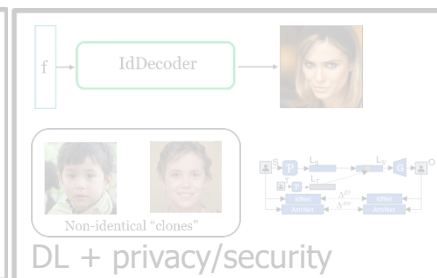 f
IdDecoder
Non-identical "clones"
S
P
G
O
DL + privacy/security